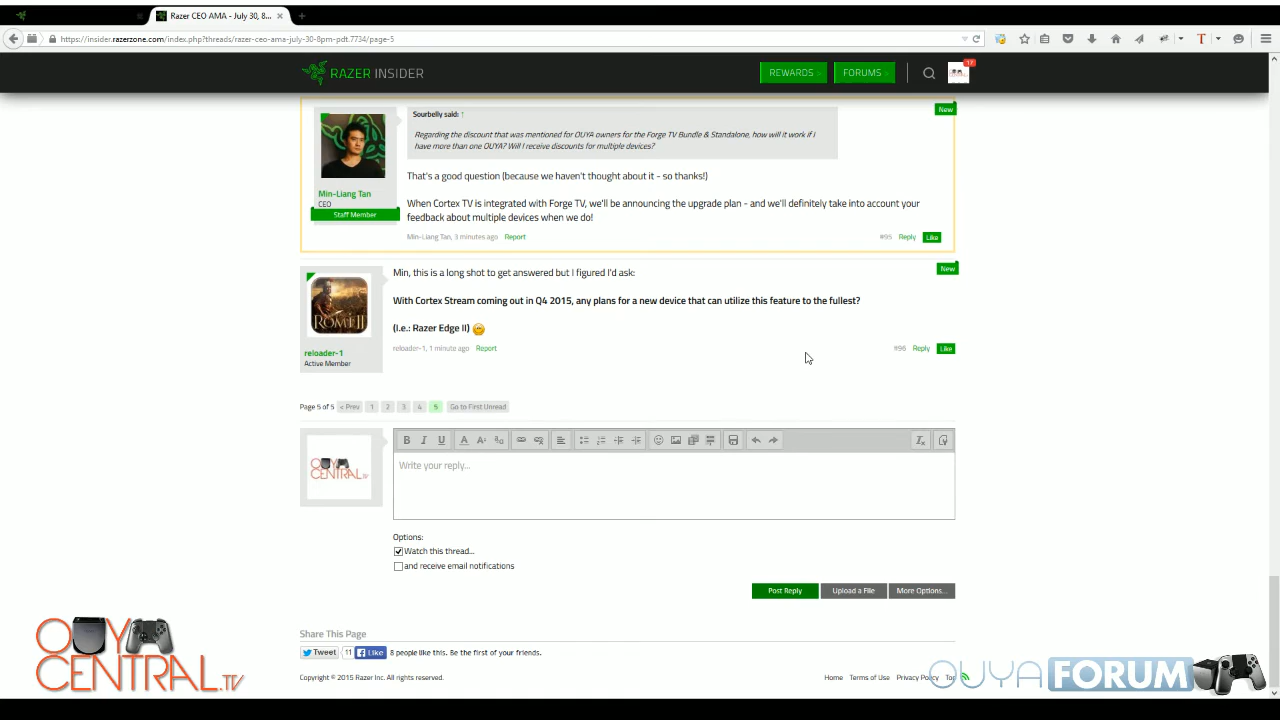 Razer CEO AMA - July 30, 8...
https://insider.razerzone.com/index.php?threads/razer-ceo-ama-july-30-8pm-pdt.7734/page-5
RAZER INSIDER
REWARDS >
FORUMS >
17
New
Sourbelly said: ↑
Regarding the discount that was mentioned for OUYA owners for the Forge TV Bundle & Standalone, how will it work if I
have more than one OUYA? Will I receive discounts for multiple devices?
That's a good question (because we haven't thought about it - so thanks!)
When Cortex TV is integrated with Forge TV, we'll be announcing the upgrade plan - and we'll definitely take into account your
feedback about multiple devices when we do!
Min-Liang Tan
CEO
Staff Member
Min-Liang Tan, 3 minutes ago Report
#95 Reply Like
New
Min, this is a long shot to get answered but I figured I'd ask:
With Cortex Stream coming out in Q4 2015, any plans for a new device that can utilize this feature to the fullest?
(i.e.: Razer Edge II)
ROME II
reloader-1
Active Member
reloader-1, 1 minute ago Report
#96 Reply Like
Page 5 of 5 < Prev 1 2 3 4 5 Go to First Unread
OUYA
CENTRAL.TV
B I U
Write your reply...
Options:
Watch this thread...
and receive email notifications
Post Reply Upload a File More Options...
Share This Page
Tweet 11 Like 8 people like this. Be the first of your friends.
Copyright © 2015 Razer Inc. All rights reserved.
Home Terms of Use Privacy Policy
OUYA
CENTRAL.TV
OUYAFORUM